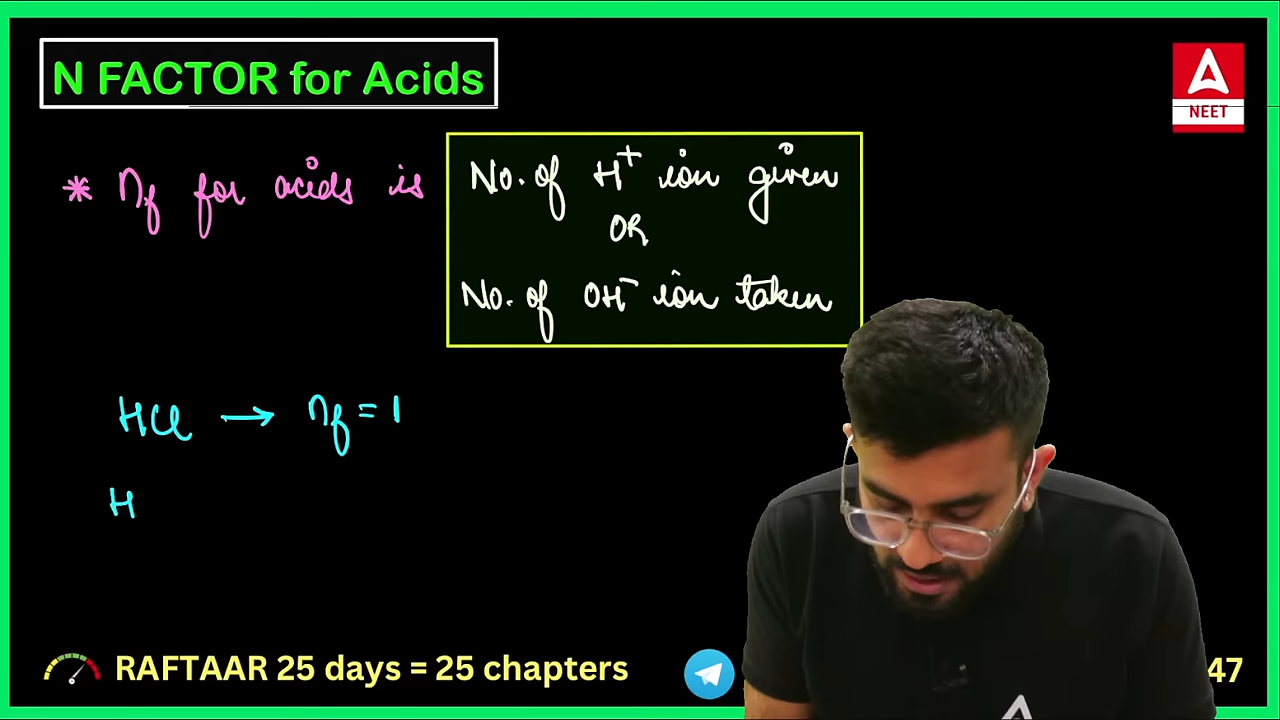 N FACTOR for Acids
NEET
* nf for acids is
No. of H+ ion given
OR
No. of OH- ion taken
HCl → nf = 1
H
RAFTAAR 25 days = 25 chapters
47